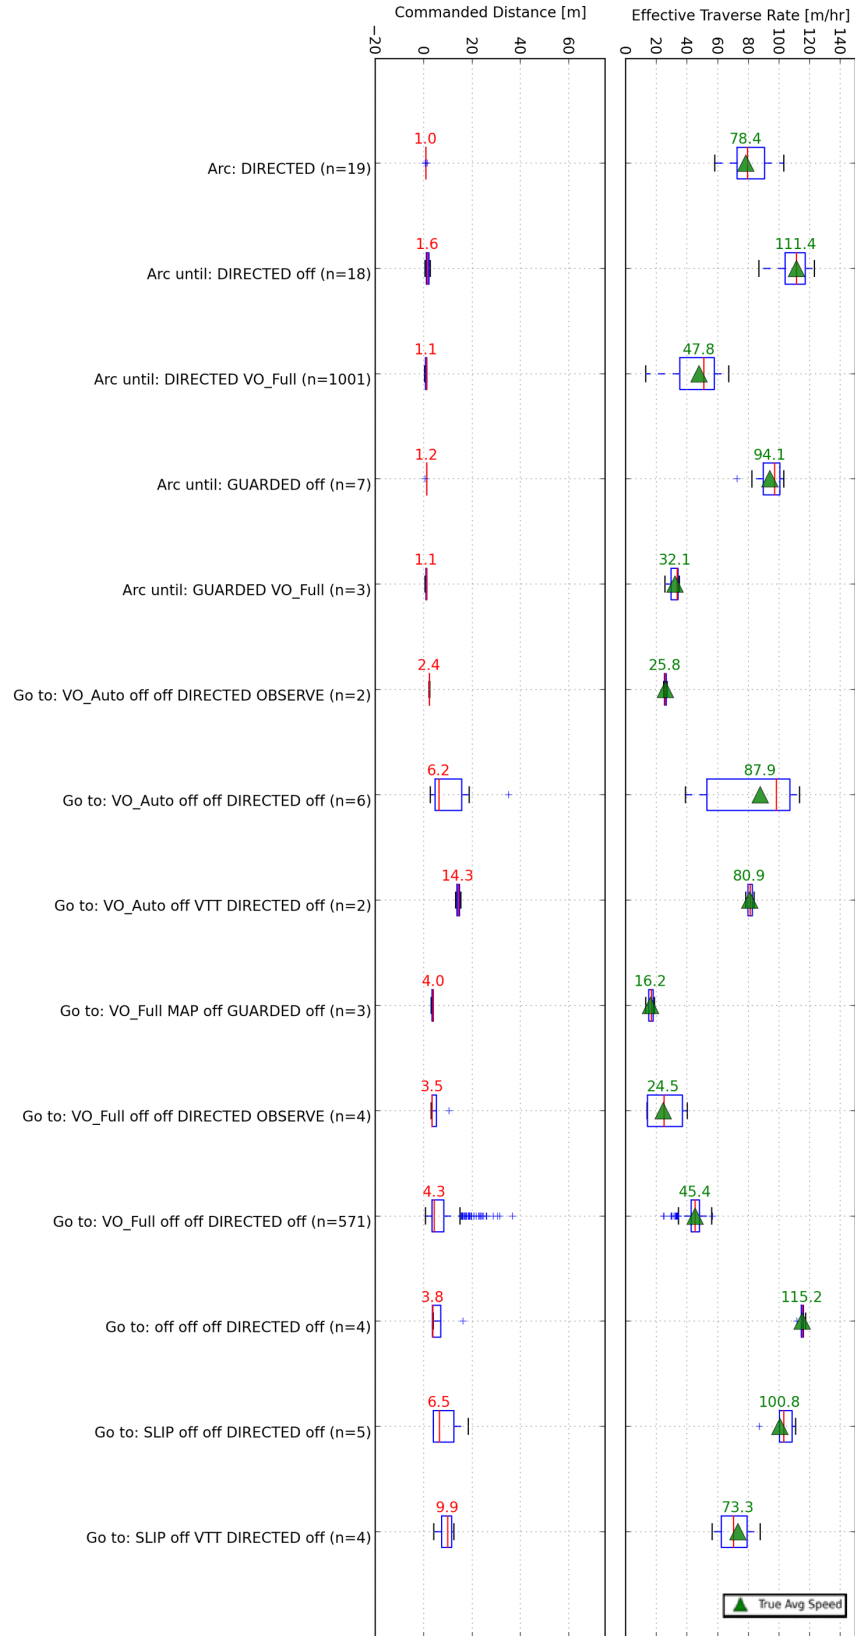 Commanded Distance [m]
Effective Traverse Rate [m/hr]
−20 0 20 40 60
0 20 40 60 80 100 120 140
1.0 78.4
Arc: DIRECTED (n=19)
1.6 111.4
Arc until: DIRECTED off (n=18)
1.1 47.8
Arc until: DIRECTED VO_Full (n=1001)
1.2 94.1
Arc until: GUARDED off (n=7)
1.1 32.1
Arc until: GUARDED VO_Full (n=3)
2.4 25.8
Go to: VO_Auto off off DIRECTED OBSERVE (n=2)
6.2 87.9
Go to: VO_Auto off off DIRECTED off (n=6)
14.3 80.9
Go to: VO_Auto off VTT DIRECTED off (n=2)
4.0 16.2
Go to: VO_Full MAP off GUARDED off (n=3)
3.5 24.5
Go to: VO_Full off off DIRECTED OBSERVE (n=4)
4.3 45.4
Go to: VO_Full off off DIRECTED off (n=571)
3.8 115.2
Go to: off off off DIRECTED off (n=4)
6.5 100.8
Go to: SLIP off off DIRECTED off (n=5)
9.9 73.3
Go to: SLIP off VTT DIRECTED off (n=4)
True Avg Speed